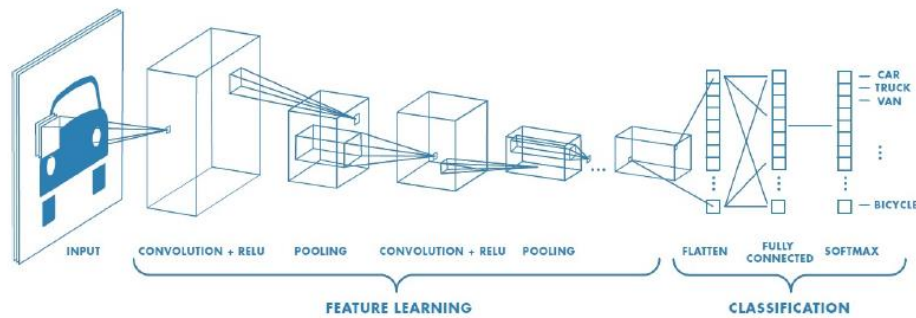 CAR
TRUCK
VAN
BICYCLE
INPUT
CONVOLUTION + RELU
POOLING
CONVOLUTION + RELU
POOLING
FLATTEN
FULLY
CONNECTED
SOFTMAX
FEATURE LEARNING
CLASSIFICATION